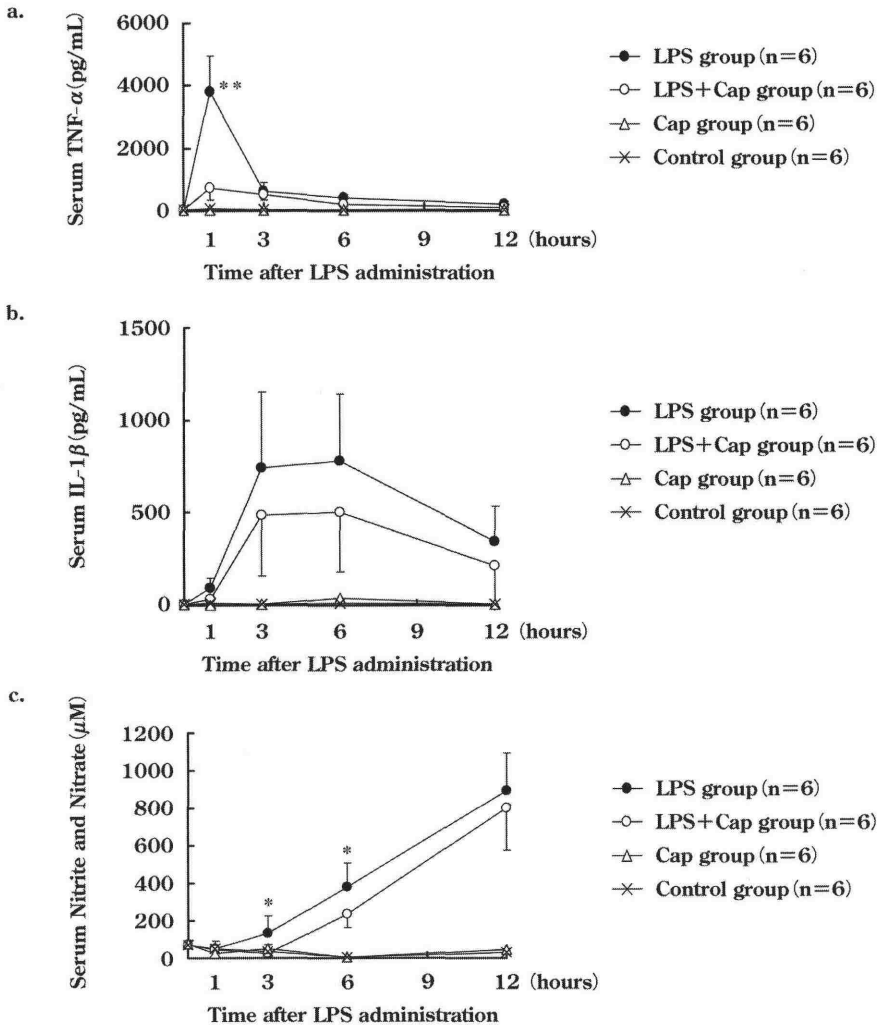 a.
Serum TNF-α(pg/mL)
6000
4000
2000
0
**
1 3 6 9 12 (hours)
Time after LPS administration
LPS group(n=6)
LPS+Cap group(n=6)
Cap group(n=6)
Control group(n=6)
b.
Serum IL-1β(pg/mL)
1500
1000
500
0
1 3 6 9 12 (hours)
Time after LPS administration
LPS group(n=6)
LPS+Cap group(n=6)
Cap group(n=6)
Control group(n=6)
c.
Serum Nitrite and Nitrate(μM)
1200
1000
800
600
400
200
0
*
*
1 3 6 9 12 (hours)
Time after LPS administration
LPS group(n=6)
LPS+Cap group(n=6)
Cap group(n=6)
Control group(n=6)